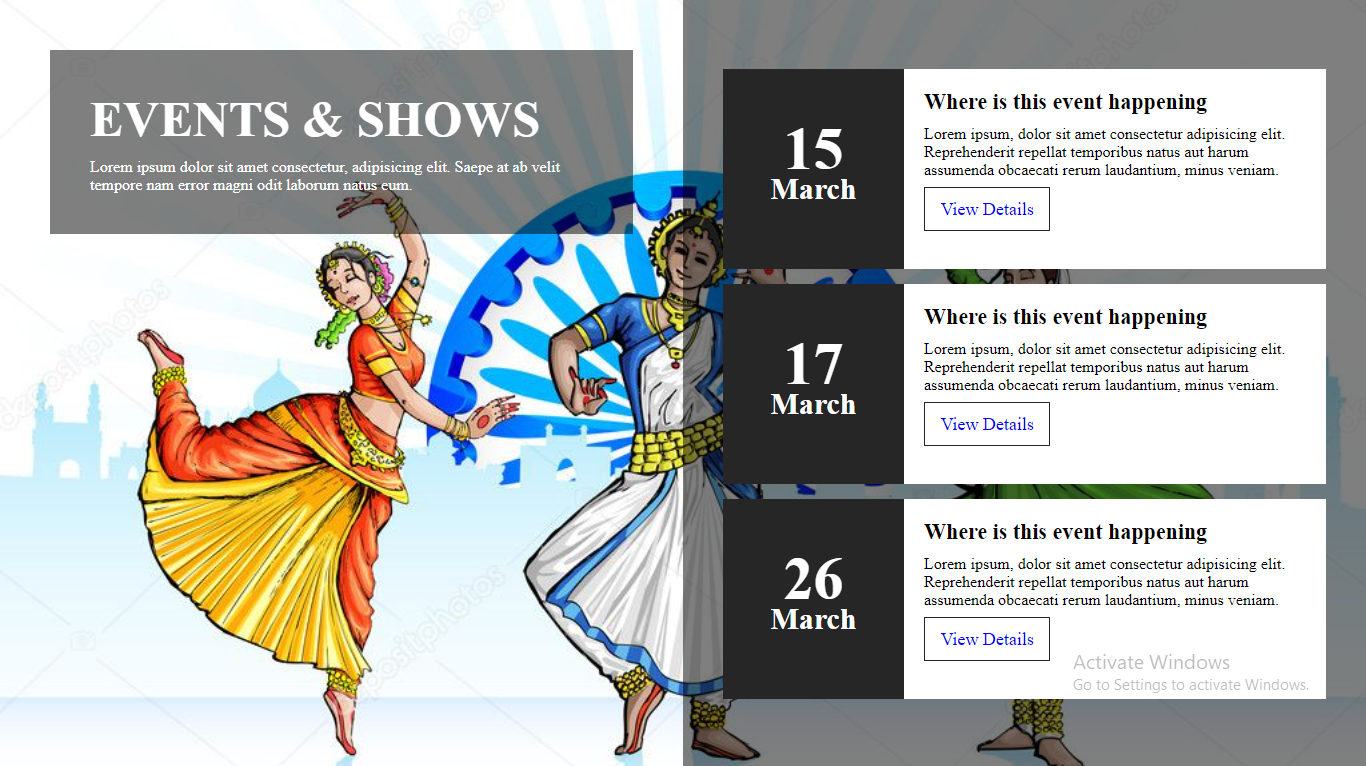 EVENTS & SHOWS
Lorem ipsum dolor sit amet consectetur, adipisicing elit. Saepe at ab velit
tempore nam error magni odit laborum natus eum.
15
March
Where is this event happening
Lorem ipsum, dolor sit amet consectetur adipisicing elit.
Reprehenderit repellat temporibus natus aut harum
assumenda obcaecati rerum laudantium, minus veniam.
View Details
17
March
Where is this event happening
Lorem ipsum, dolor sit amet consectetur adipisicing elit.
Reprehenderit repellat temporibus natus aut harum
assumenda obcaecati rerum laudantium, minus veniam.
View Details
26
March
Where is this event happening
Lorem ipsum, dolor sit amet consectetur adipisicing elit.
Reprehenderit repellat temporibus natus aut harum
assumenda obcaecati rerum laudantium, minus veniam.
View Details
Activate Windows
Go to Settings to activate Windows.
depositphotos
depositphotos
depositphotos